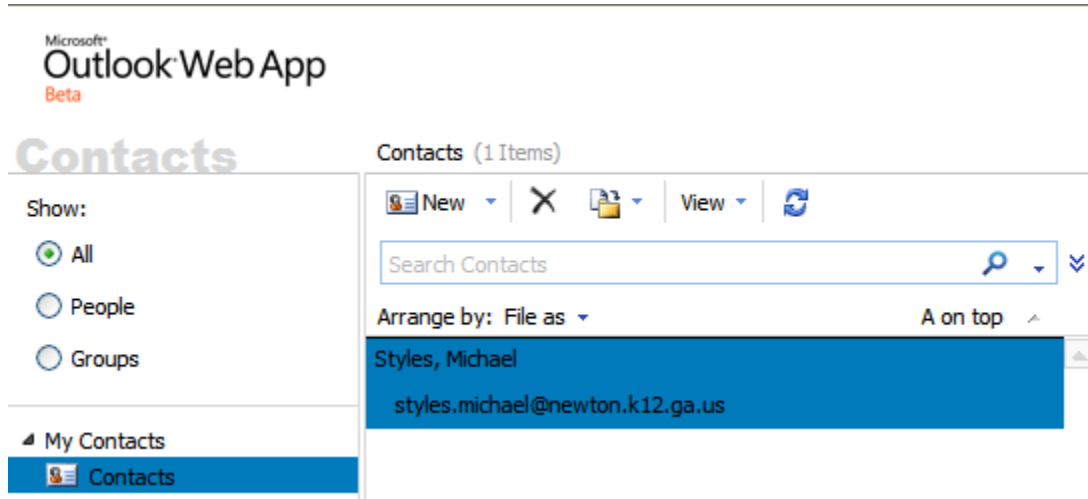 Microsoft®
Outlook Web App
Beta
Contacts
Contacts (1 Items)
Show:
New
View
All
Search Contacts
People
Arrange by: File as
A on top
Groups
Styles, Michael
styles.michael@newton.k12.ga.us
My Contacts
Contacts